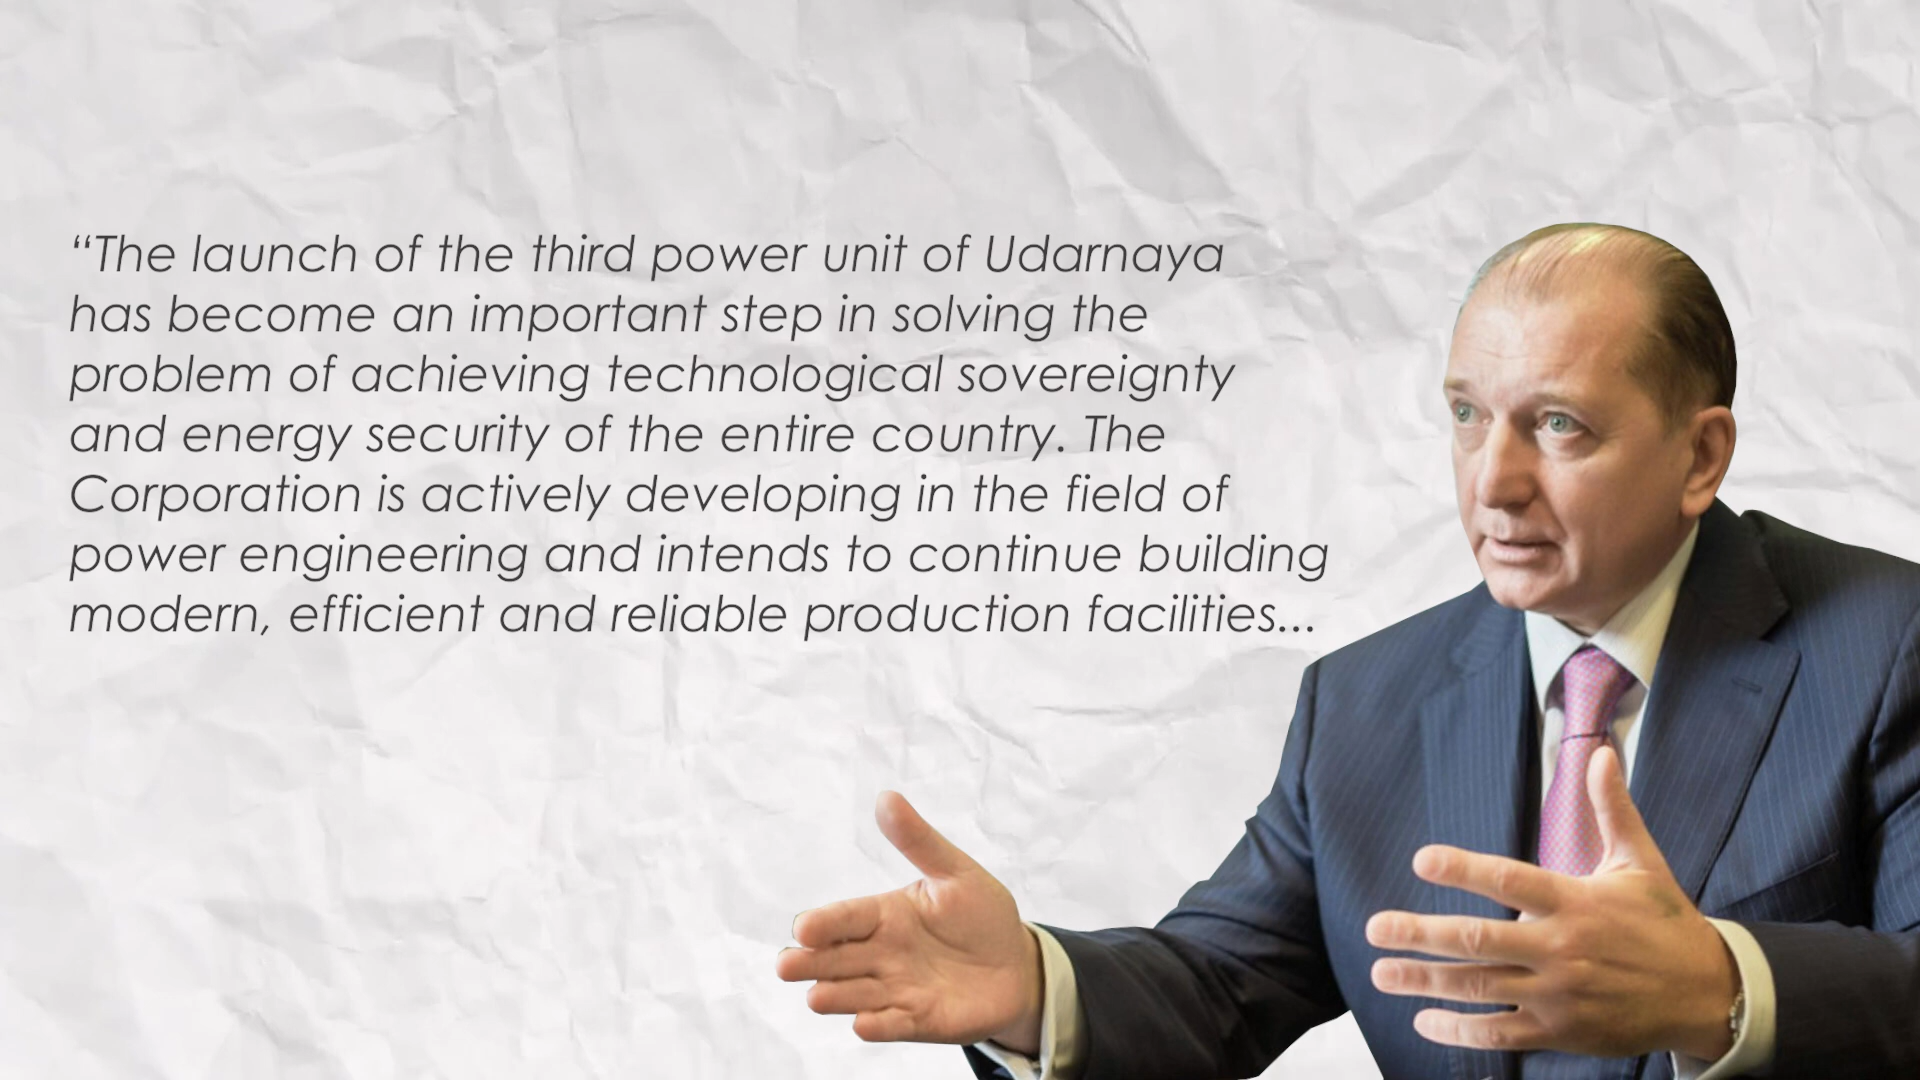 “The launch of the third power unit of Udarnaya
has become an important step in solving the
problem of achieving technological sovereignty
and energy security of the entire country. The
Corporation is actively developing in the field of
power engineering and intends to continue building
modern, efficient and reliable production facilities...